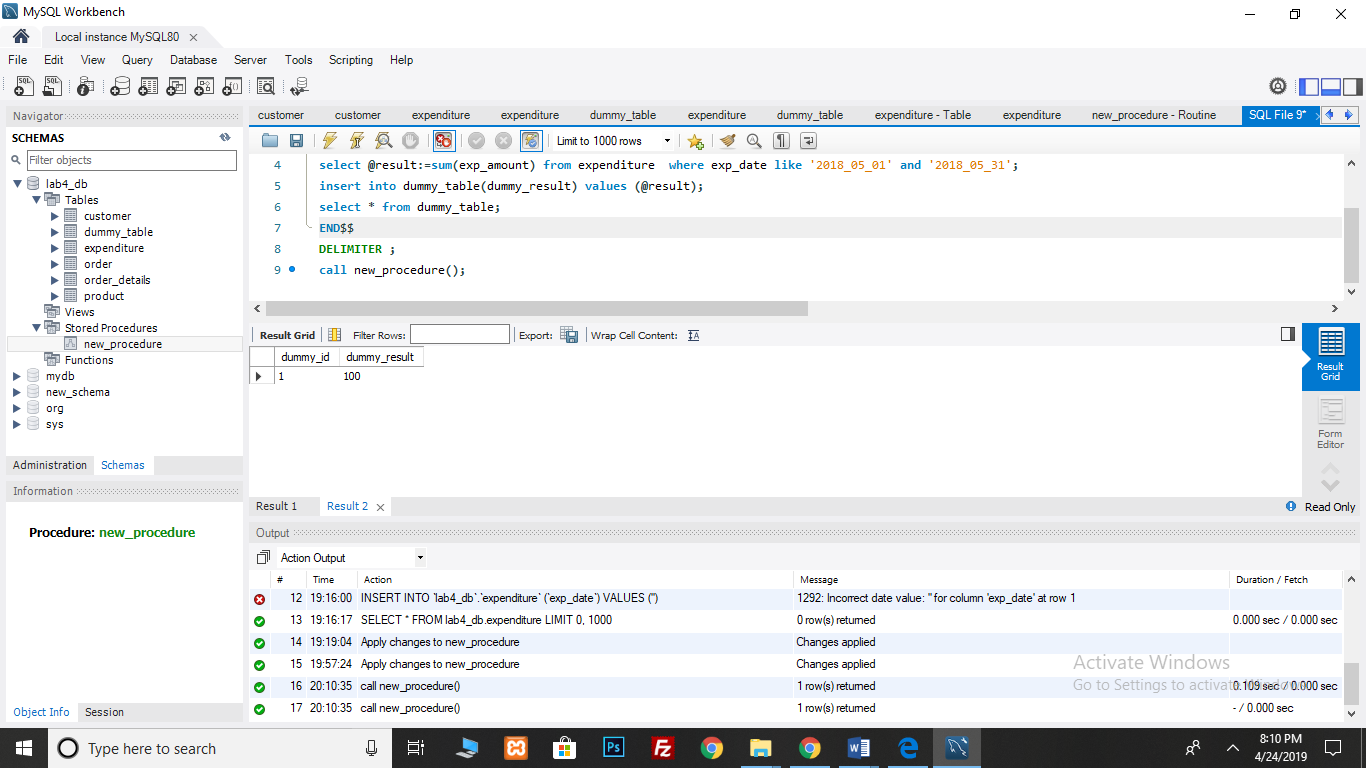 MySQL Workbench
Local instance MySQL80
File Edit View Query Database Server Tools Scripting Help
Navigator
SCHEMAS
Filter objects
lab4_db
Tables
customer
dummy_table
expenditure
order
order_details
product
Views
Stored Procedures
new_procedure
Functions
mydb
new_schema
org
sys
Administration Schemas
Information
Procedure: new_procedure
Object Info Session
customer customer expenditure expenditure dummy_table expenditure dummy_table expenditure - Table expenditure new_procedure - Routine SQL File 9*
Limit to 1000 rows
4 select @result:=sum(exp_amount) from expenditure where exp_date like '2018_05_01' and '2018_05_31';
5 insert into dummy_table(dummy_result) values (@result);
6 select * from dummy_table;
7 END$$
8 DELIMITER ;
9 call new_procedure();
Result Grid Filter Rows: Export: Wrap Cell Content:
dummy_id dummy_result
1 100
Result Grid
Form Editor
Result 1 Result 2 Read Only
Output
Action Output
# Time Action Message Duration / Fetch
12 19:16:00 INSERT INTO `lab4_db`.`expenditure` (`exp_date`) VALUES ('') 1292: Incorrect date value: '' for column 'exp_date' at row 1
13 19:16:17 SELECT * FROM lab4_db.expenditure LIMIT 0, 1000 0 row(s) returned 0.000 sec / 0.000 sec
14 19:19:04 Apply changes to new_procedure Changes applied
15 19:57:24 Apply changes to new_procedure Changes applied
16 20:10:35 call new_procedure() 1 row(s) returned 0.109 sec / 0.000 sec
17 20:10:35 call new_procedure() 1 row(s) returned - / 0.000 sec
Activate Windows
Go to Settings to activate Windows.
Type here to search
8:10 PM
4/24/2019